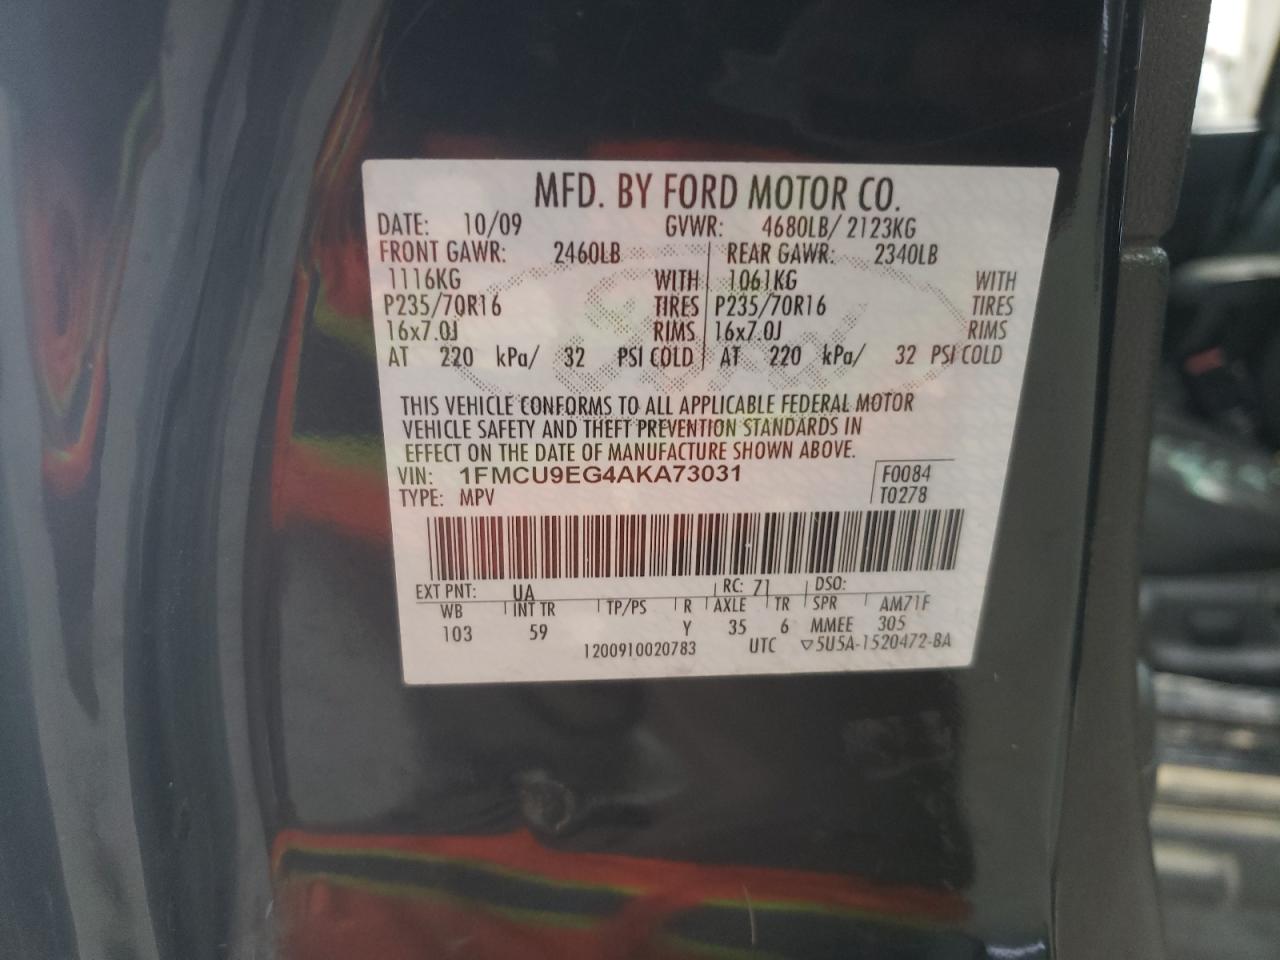 MFD. BY FORD MOTOR CO.
DATE: 10/09 GVWR: 4680LB/ 2123KG
FRONT GAWR: 2460LB REAR GAWR: 2340LB
1116KG WITH 1061KG WITH
P235/70R16 TIRES P235/70R16 TIRES
16x7.0J RIMS 16x7.0J RIMS
AT 220 kPa/ 32 PSI COLD AT 220 kPa/ 32 PSI COLD
THIS VEHICLE CONFORMS TO ALL APPLICABLE FEDERAL MOTOR
VEHICLE SAFETY AND THEFT PREVENTION STANDARDS IN
EFFECT ON THE DATE OF MANUFACTURE SHOWN ABOVE.
VIN: 1FMCU9EG4AKA73031 F0084
TYPE: MPV T0278
EXT PNT: UA RC: 71 DSO:
WB INT TR TP/PS R AXLE TR SPR AM71F
103 59 Y 35 6 MMEE 305
1200910020783 UTC ▽5U5A-1520472-BA